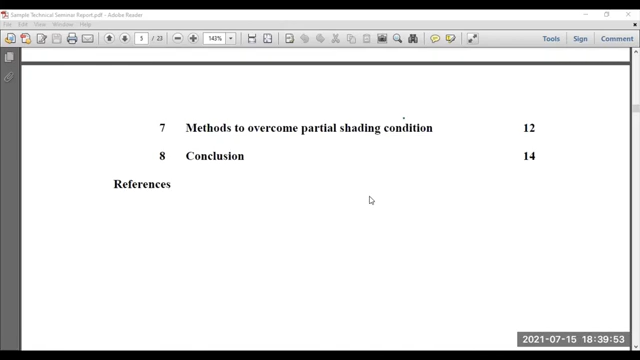 Sample Technical Seminar Report.pdf - Adobe Reader
File Edit View Window Help
5 / 23 143% Tools Sign Comment
7 Methods to overcome partial shading condition 12
8 Conclusion 14
References
2021-07-15 18:39:53